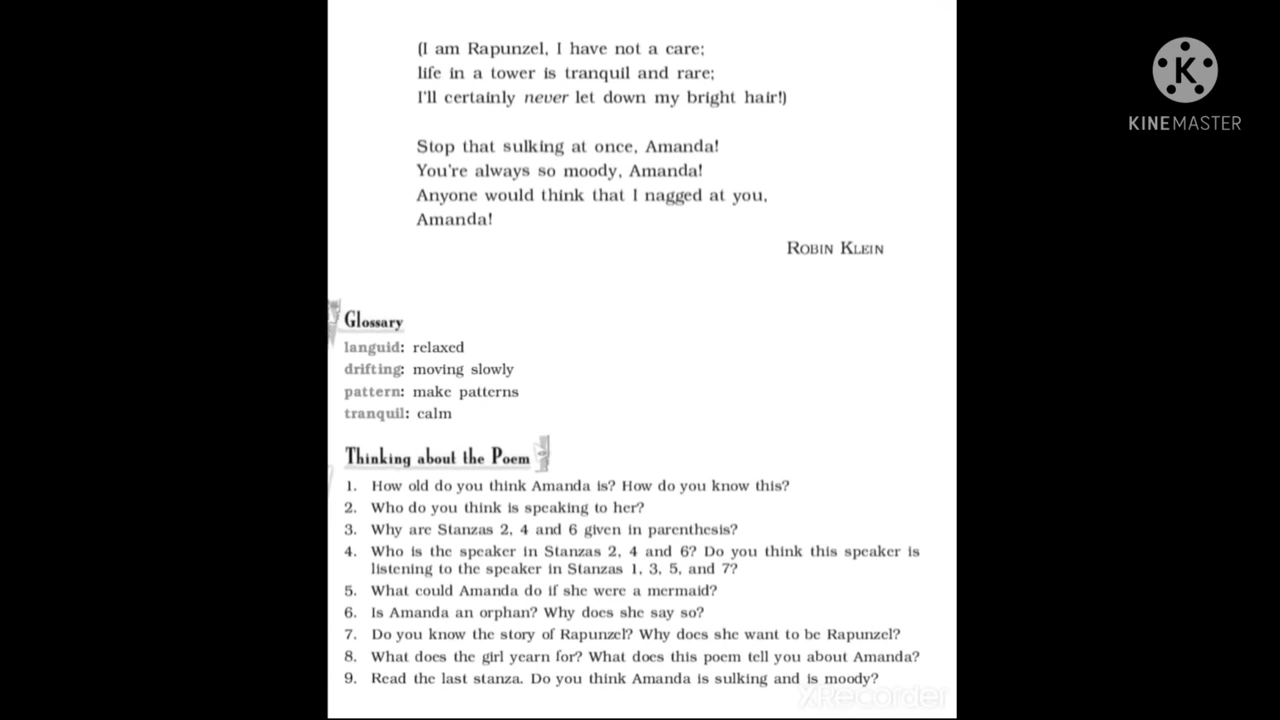 (I am Rapunzel, I have not a care;
life in a tower is tranquil and rare;
I'll certainly never let down my bright hair!)
Stop that sulking at once, Amanda!
You're always so moody, Amanda!
Anyone would think that I nagged at you,
Amanda!
ROBIN KLEIN
Glossary
languid: relaxed
drifting: moving slowly
pattern: make patterns
tranquil: calm
Thinking about the Poem
1. How old do you think Amanda is? How do you know this?
2. Who do you think is speaking to her?
3. Why are Stanzas 2, 4 and 6 given in parenthesis?
4. Who is the speaker in Stanzas 2, 4 and 6? Do you think this speaker is
listening to the speaker in Stanzas 1, 3, 5, and 7?
5. What could Amanda do if she were a mermaid?
6. Is Amanda an orphan? Why does she say so?
7. Do you know the story of Rapunzel? Why does she want to be Rapunzel?
8. What does the girl yearn for? What does this poem tell you about Amanda?
9. Read the last stanza. Do you think Amanda is sulking and is moody?
XRecorder
K
KINEMASTER